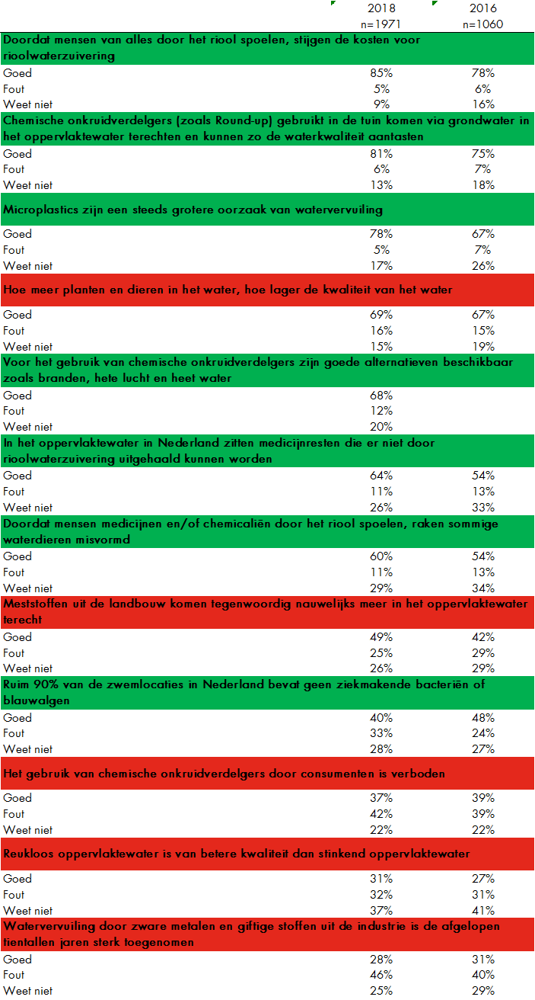 2018 2016
n=1971 n=1060
Doordat mensen van alles door het riool spoelen, stijgen de kosten voor
rioolwaterzuivering
Goed 85% 78%
Fout 5% 6%
Weet niet 9% 16%
Chemische onkruidverdelgers (zoals Round-up) gebruikt in de tuin komen via grondwater in
het oppervlaktewater terechten en kunnen zo de waterkwaliteit aantasten
Goed 81% 75%
Fout 6% 7%
Weet niet 13% 18%
Microplastics zijn een steeds grotere oorzaak van watervervuiling
Goed 78% 67%
Fout 5% 7%
Weet niet 17% 26%
Hoe meer planten en dieren in het water, hoe lager de kwaliteit van het water
Goed 69% 67%
Fout 16% 15%
Weet niet 15% 19%
Voor het gebruik van chemische onkruidverdelgers zijn goede alternatieven beschikbaar
zoals branden, hete lucht en heet water
Goed 68%
Fout 12%
Weet niet 20%
In het oppervlaktewater in Nederland zitten medicijnresten die er niet door
rioolwaterzuivering uitgehaald kunnen worden
Goed 64% 54%
Fout 11% 13%
Weet niet 26% 33%
Doordat mensen medicijnen en/of chemicaliën door het riool spoelen, raken sommige
waterdieren misvormd
Goed 60% 54%
Fout 11% 13%
Weet niet 29% 34%
Meststoffen uit de landbouw komen tegenwoordig nauwelijks meer in het oppervlaktewater
terecht
Goed 49% 42%
Fout 25% 29%
Weet niet 26% 29%
Ruim 90% van de zwemlocaties in Nederland bevat geen ziekmakende bacteriën of
blauwalgen
Goed 40% 48%
Fout 33% 24%
Weet niet 28% 27%
Het gebruik van chemische onkruidverdelgers door consumenten is verboden
Goed 37% 39%
Fout 42% 39%
Weet niet 22% 22%
Reukloos oppervlaktewater is van betere kwaliteit dan stinkend oppervlaktewater
Goed 31% 27%
Fout 32% 31%
Weet niet 37% 41%
Watervervuiling door zware metalen en giftige stoffen uit de industrie is de afgelopen
tientallen jaren sterk toegenomen
Goed 28% 31%
Fout 46% 40%
Weet niet 25% 29%